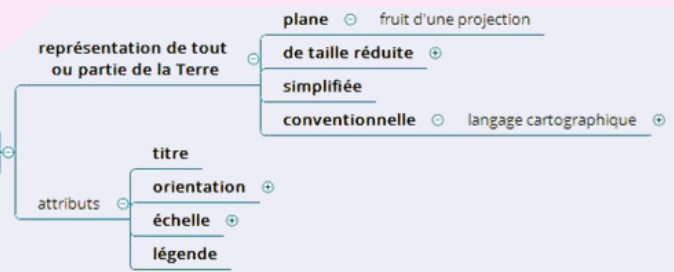 plane
fruit d'une projection
représentation de tout
ou partie de la Terre
de taille réduite
simplifiée
conventionnelle
langage cartographique
titre
orientation
attributs
échelle
légende